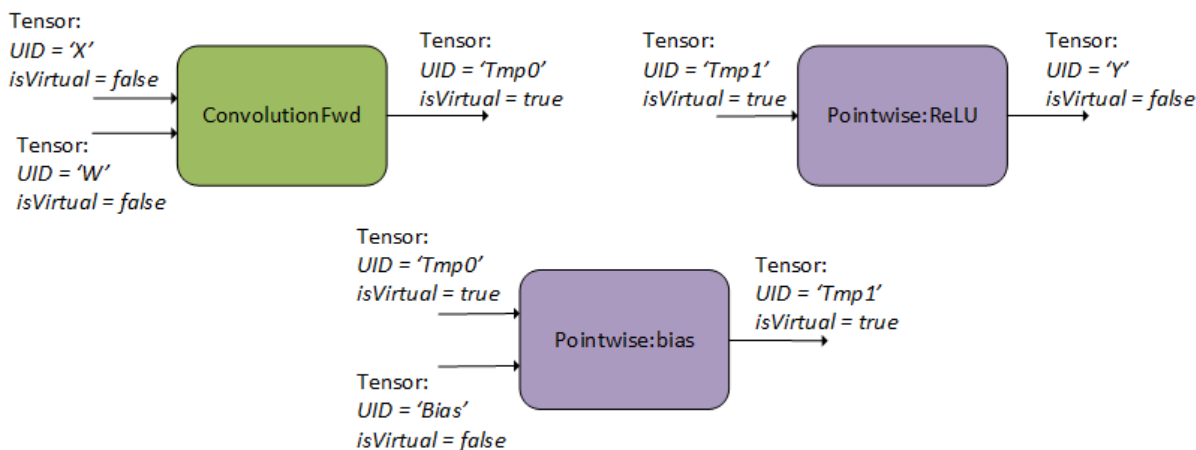 Tensor:
UID = ‘X’
isVirtual = false
Tensor:
UID = ‘W’
isVirtual = false
ConvolutionFwd
Tensor:
UID = ‘Tmp0’
isVirtual = true
Tensor:
UID = ‘Tmp1’
isVirtual = true
Pointwise:ReLU
Tensor:
UID = ‘Y’
isVirtual = false
Tensor:
UID = ‘Tmp0’
isVirtual = true
Tensor:
UID = ‘Bias’
isVirtual = false
Pointwise:bias
Tensor:
UID = ‘Tmp1’
isVirtual = true